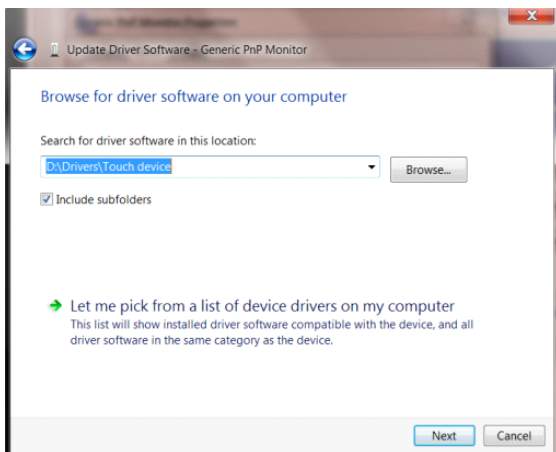 Update Driver Software - Generic PnP Monitor
Browse for driver software on your computer
Search for driver software in this location:
D:\Drivers\Touch device
Browse...
Include subfolders
Let me pick from a list of device drivers on my computer
This list will show installed driver software compatible with the device, and all
driver software in the same category as the device.
Next
Cancel